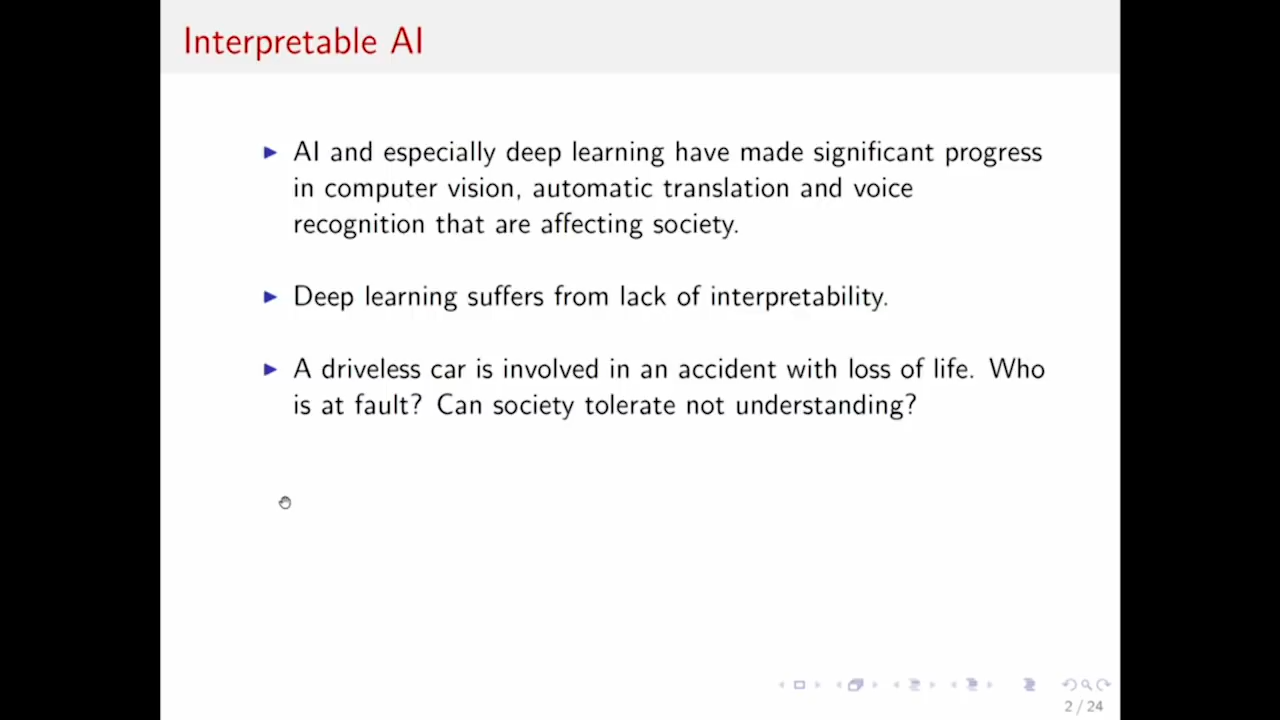 Interpretable AI
AI and especially deep learning have made significant progress
in computer vision, automatic translation and voice
recognition that are affecting society.
Deep learning suffers from lack of interpretability.
A driveless car is involved in an accident with loss of life. Who
is at fault? Can society tolerate not understanding?
2 / 24